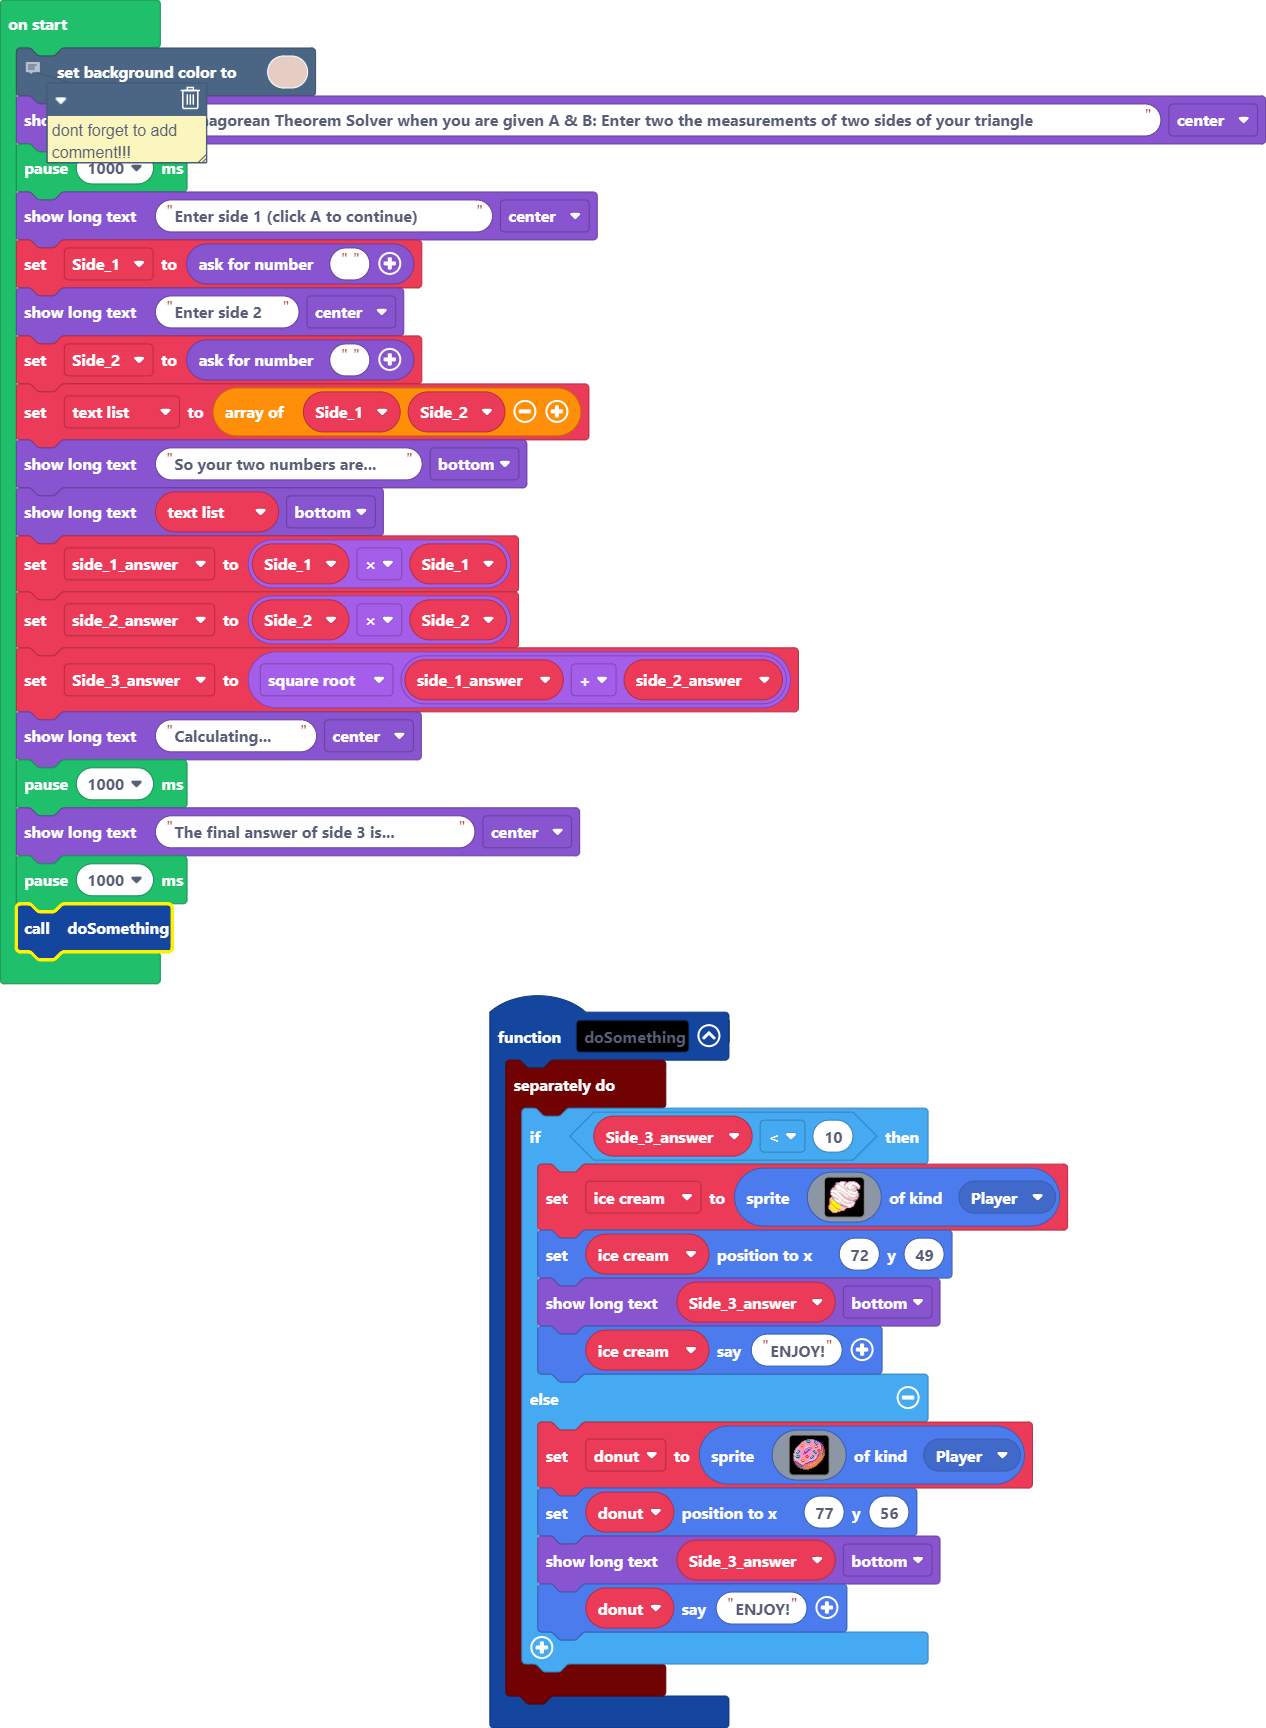 on start
set background color to
dont forget to add
comment!!!
"nagorean Theorem Solver when you are given A & B: Enter two the measurements of two sides of your triangle" center
pause 1000 ms
show long text "Enter side 1 (click A to continue)" center
set Side_1 to ask for number ""
show long text "Enter side 2" center
set Side_2 to ask for number ""
set text list to array of Side_1 Side_2
show long text "So your two numbers are..." bottom
show long text text list bottom
set side_1_answer to Side_1 × Side_1
set side_2_answer to Side_2 × Side_2
set Side_3_answer to square root side_1_answer + side_2_answer
show long text "Calculating..." center
pause 1000 ms
show long text "The final answer of side 3 is..." center
pause 1000 ms
call doSomething
function doSomething
separately do
if Side_3_answer < 10 then
set ice cream to sprite of kind Player
set ice cream position to x 72 y 49
show long text Side_3_answer bottom
ice cream say "ENJOY!"
else
set donut to sprite of kind Player
set donut position to x 77 y 56
show long text Side_3_answer bottom
donut say "ENJOY!"